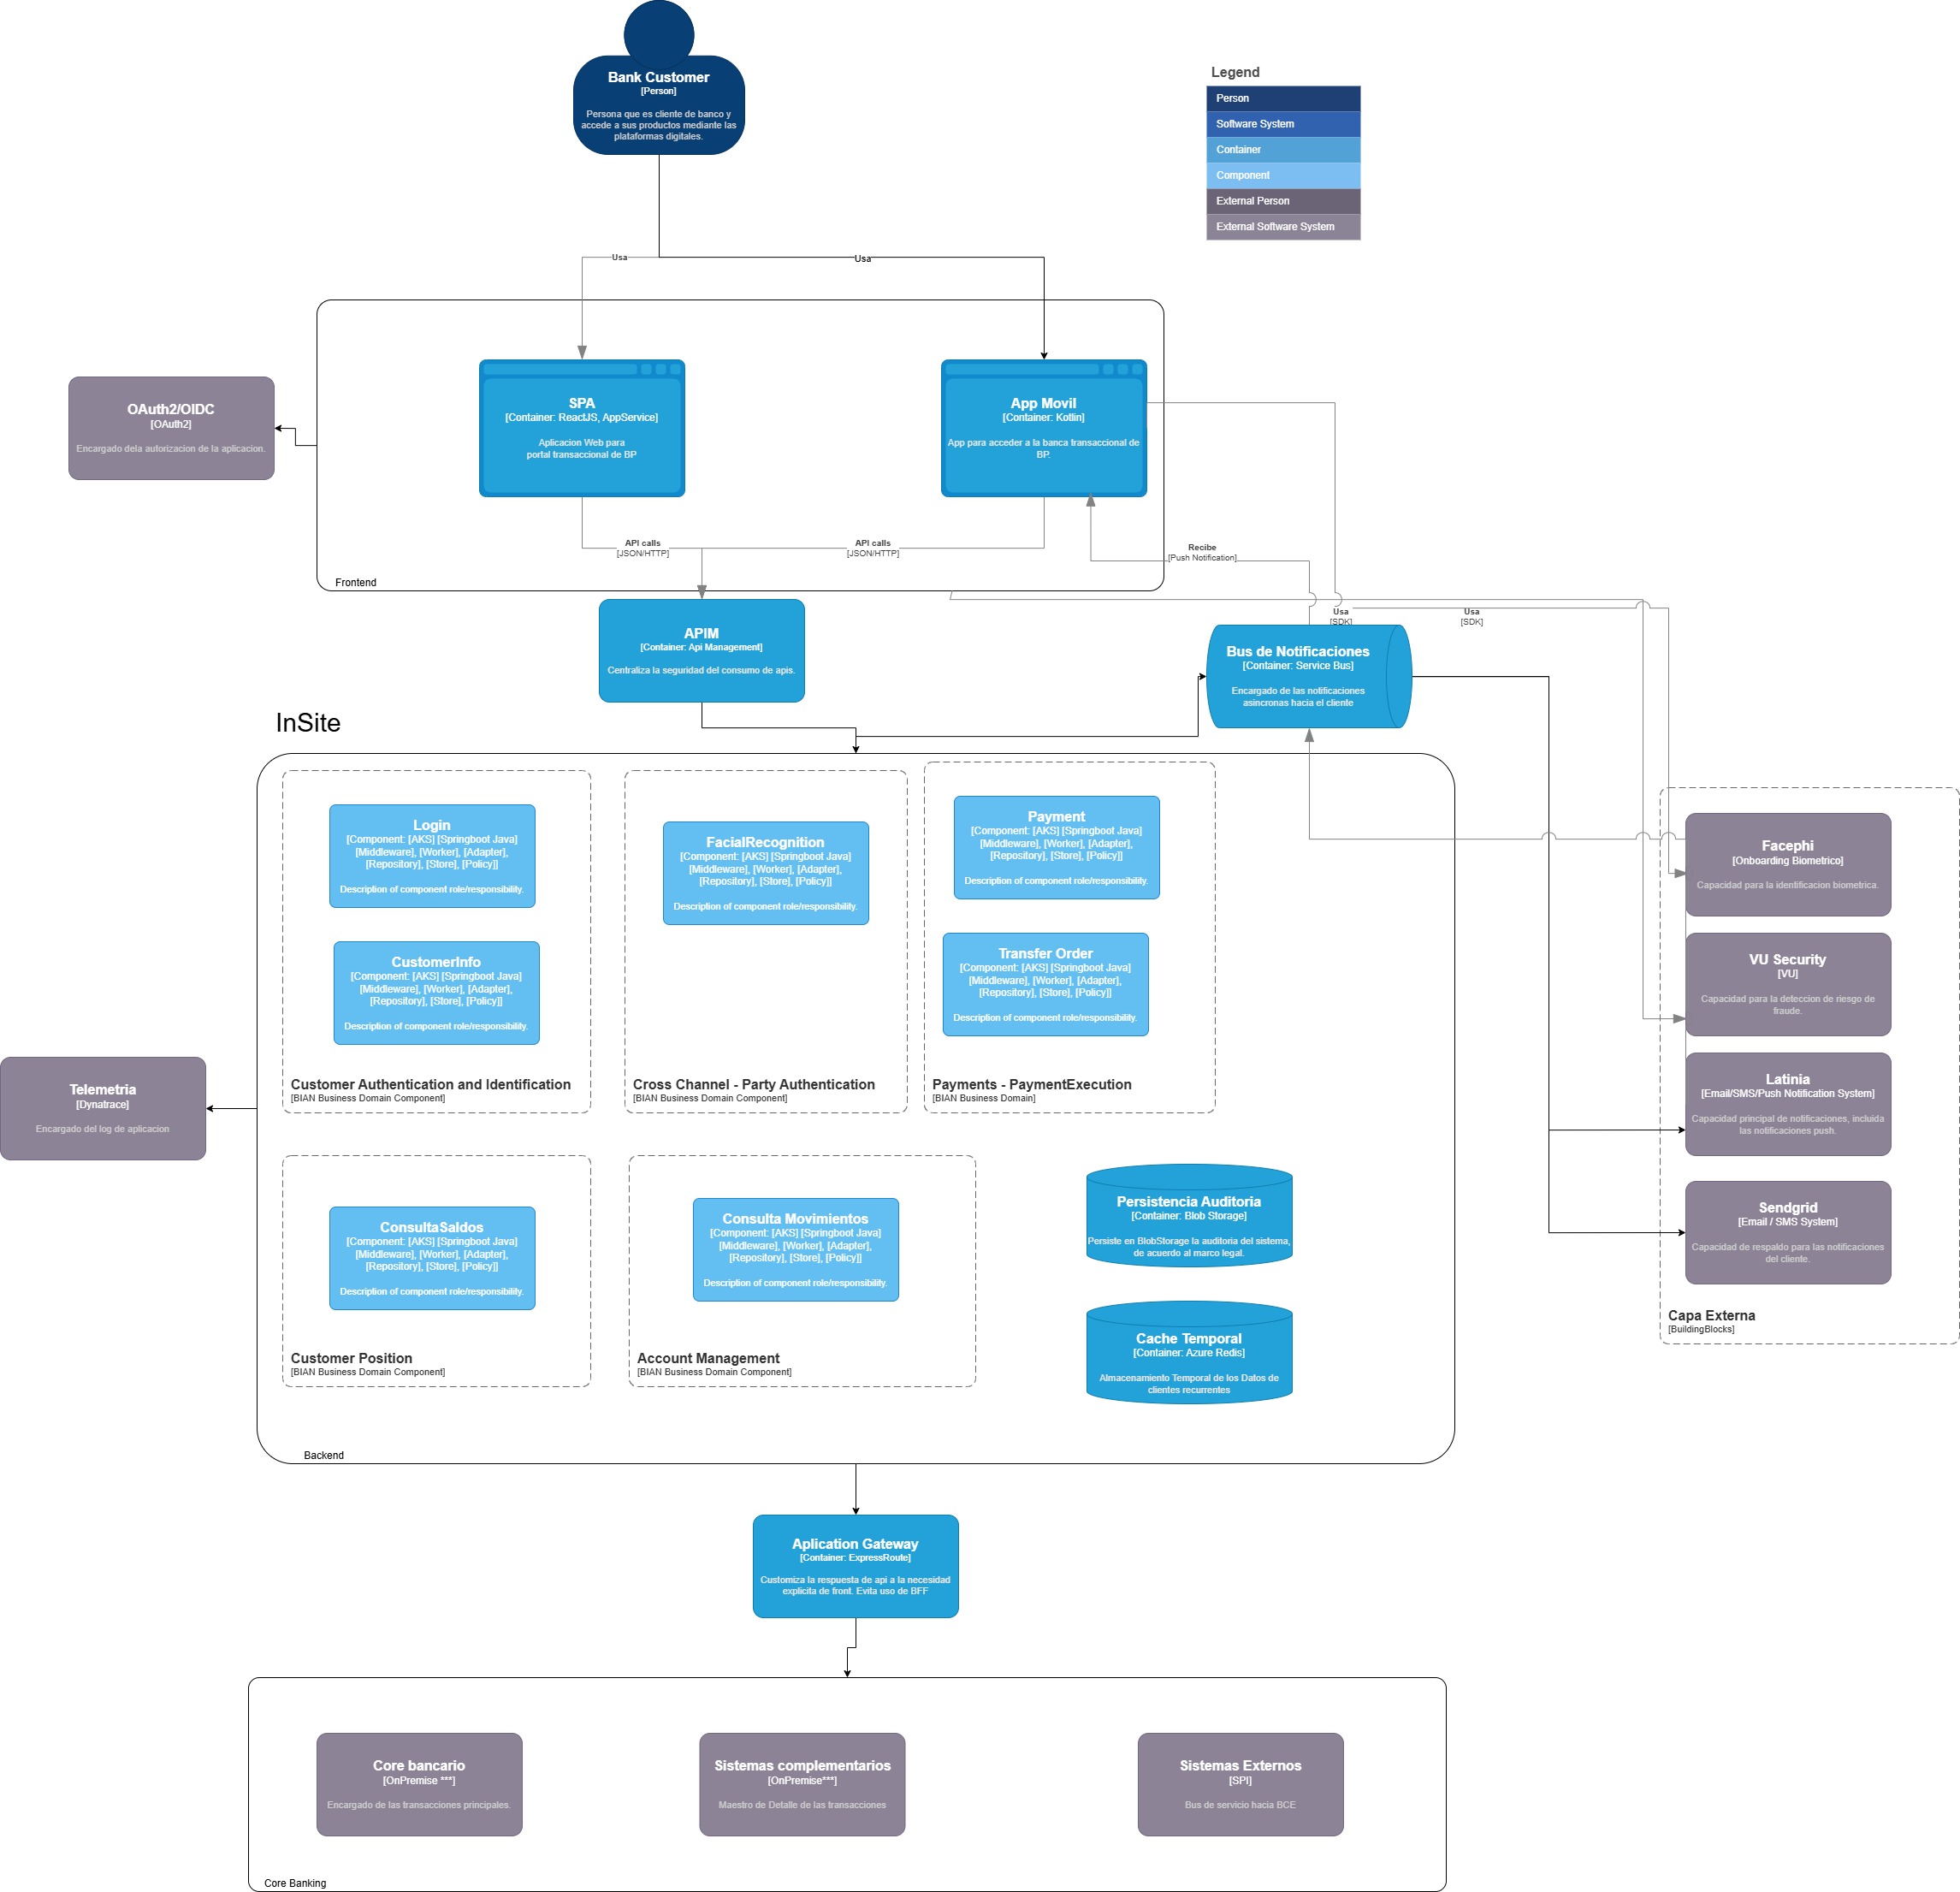 Bank Customer
[Person]
Persona que es cliente de banco y
accede a sus productos mediante las
plataformas digitales.
Legend
Person
Software System
Container
Component
External Person
External Software System
Usa
Usa
OAuth2/OIDC
[OAuth2]
Encargado dela autorizacion de la aplicacion.
SPA
[Container: ReactJS, AppService]
Aplicacion Web para
portal transaccional de BP
App Movil
[Container: Kotlin]
App para acceder a la banca transaccional de
BP.
API calls
[JSON/HTTP]
API calls
[JSON/HTTP]
Recibe
[Push Notification]
Frontend
Usa
[SDK]
Usa
[SDK]
APIM
[Container: Api Management]
Centraliza la seguridad del consumo de apis.
Bus de Notificaciones
[Container: Service Bus]
Encargado de las notificaciones
asincronas hacia el cliente
InSite
Login
[Component: [AKS] [Springboot Java]
[Middleware], [Worker], [Adapter],
[Repository], [Store], [Policy]]
Description of component role/responsibility.
CustomerInfo
[Component: [AKS] [Springboot Java]
[Middleware], [Worker], [Adapter],
[Repository], [Store], [Policy]]
Description of component role/responsibility.
Customer Authentication and Identification
[BIAN Business Domain Component]
FacialRecognition
[Component: [AKS] [Springboot Java]
[Middleware], [Worker], [Adapter],
[Repository], [Store], [Policy]]
Description of component role/responsibility.
Cross Channel - Party Authentication
[BIAN Business Domain Component]
Payment
[Component: [AKS] [Springboot Java]
[Middleware], [Worker], [Adapter],
[Repository], [Store], [Policy]]
Description of component role/responsibility.
Transfer Order
[Component: [AKS] [Springboot Java]
[Middleware], [Worker], [Adapter],
[Repository], [Store], [Policy]]
Description of component role/responsibility.
Payments - PaymentExecution
[BIAN Business Domain]
Facephi
[Onboarding Biometrico]
Capacidad para la identificacion biometrica.
VU Security
[VU]
Capacidad para la deteccion de riesgo de
fraude.
Latinia
[Email/SMS/Push Notification System]
Capacidad principal de notificaciones, incluida
las notificaciones push.
Sendgrid
[Email / SMS System]
Capacidad de respaldo para las notificaciones
del cliente.
Capa Externa
[BuildingBlocks]
Telemetria
[Dynatrace]
Encargado del log de aplicacion
ConsultaSaldos
[Component: [AKS] [Springboot Java]
[Middleware], [Worker], [Adapter],
[Repository], [Store], [Policy]]
Description of component role/responsibility.
Customer Position
[BIAN Business Domain Component]
Consulta Movimientos
[Component: [AKS] [Springboot Java]
[Middleware], [Worker], [Adapter],
[Repository], [Store], [Policy]]
Description of component role/responsibility.
Account Management
[BIAN Business Domain Component]
Persistencia Auditoria
[Container: Blob Storage]
Persiste en BlobStorage la auditoria del sistema,
de acuerdo al marco legal.
Cache Temporal
[Container: Azure Redis]
Almacenamiento Temporal de los Datos de
clientes recurrentes
Backend
Aplication Gateway
[Container: ExpressRoute]
Customiza la respuesta de api a la necesidad
explicita de front. Evita uso de BFF
Core bancario
[OnPremise ***]
Encargado de las transacciones principales.
Sistemas complementarios
[OnPremise***]
Maestro de Detalle de las transacciones
Sistemas Externos
[SPI]
Bus de servicio hacia BCE
Core Banking